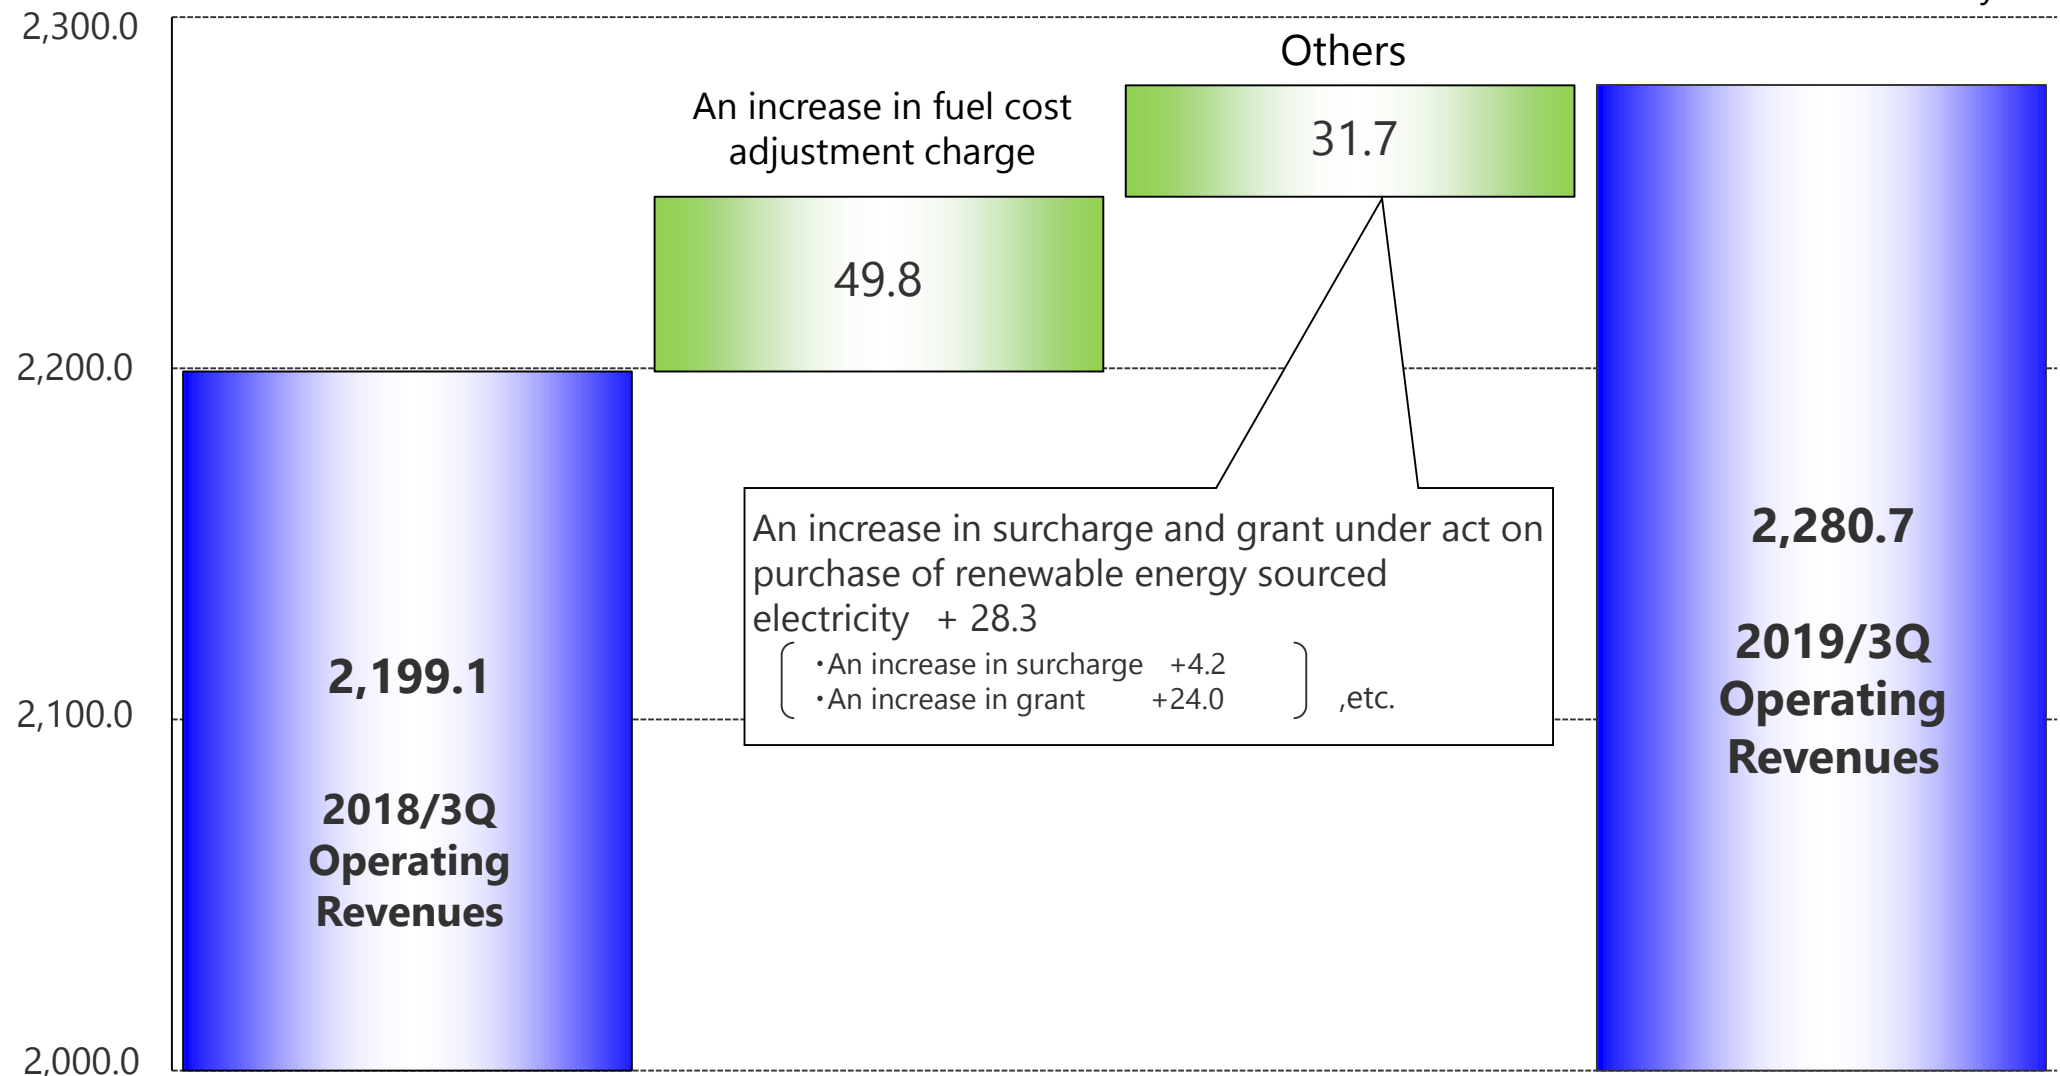 2,300.0
Others
An increase in fuel cost
adjustment charge
31.7
49.8
2,200.0
An increase in surcharge and grant under act on
purchase of renewable energy sourced
electricity + 28.3
・An increase in surcharge +4.2
・An increase in grant +24.0
,etc.
2,280.7
2019/3Q
Operating
Revenues
2,199.1
2018/3Q
Operating
Revenues
2,100.0
2,000.0